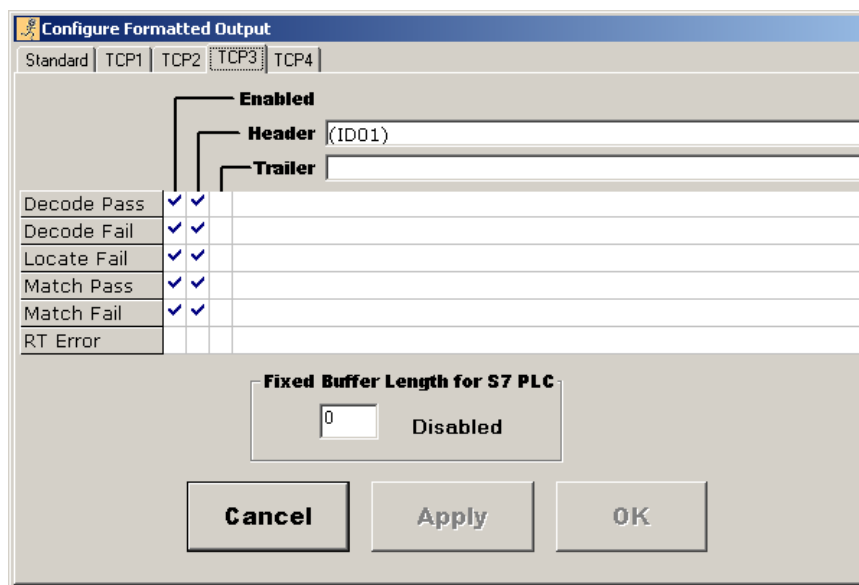 Configure Formatted Output
Standard TCP1 TCP2 TCP3 TCP4
Enabled
Header (ID01)
Trailer
Decode Pass
Decode Fail
Locate Fail
Match Pass
Match Fail
RT Error
Fixed Buffer Length for S7 PLC
0 Disabled
Cancel Apply OK